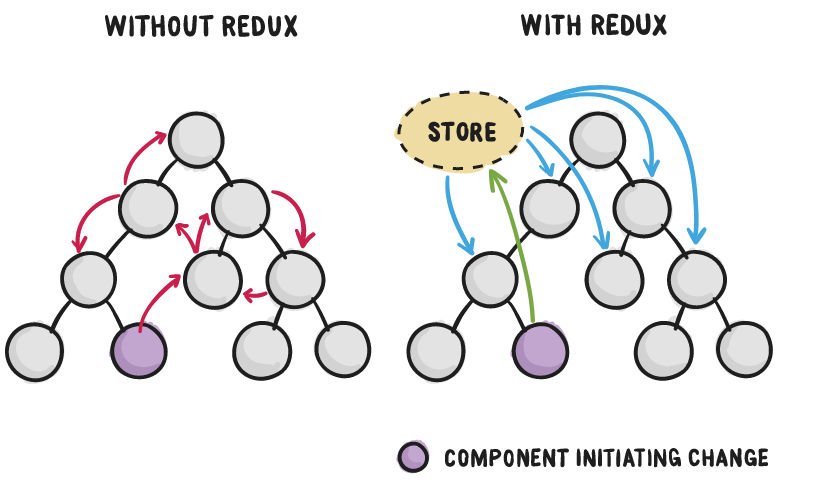 WITHOUT REDUX
WITH REDUX
STORE
COMPONENT INITIATING CHANGE